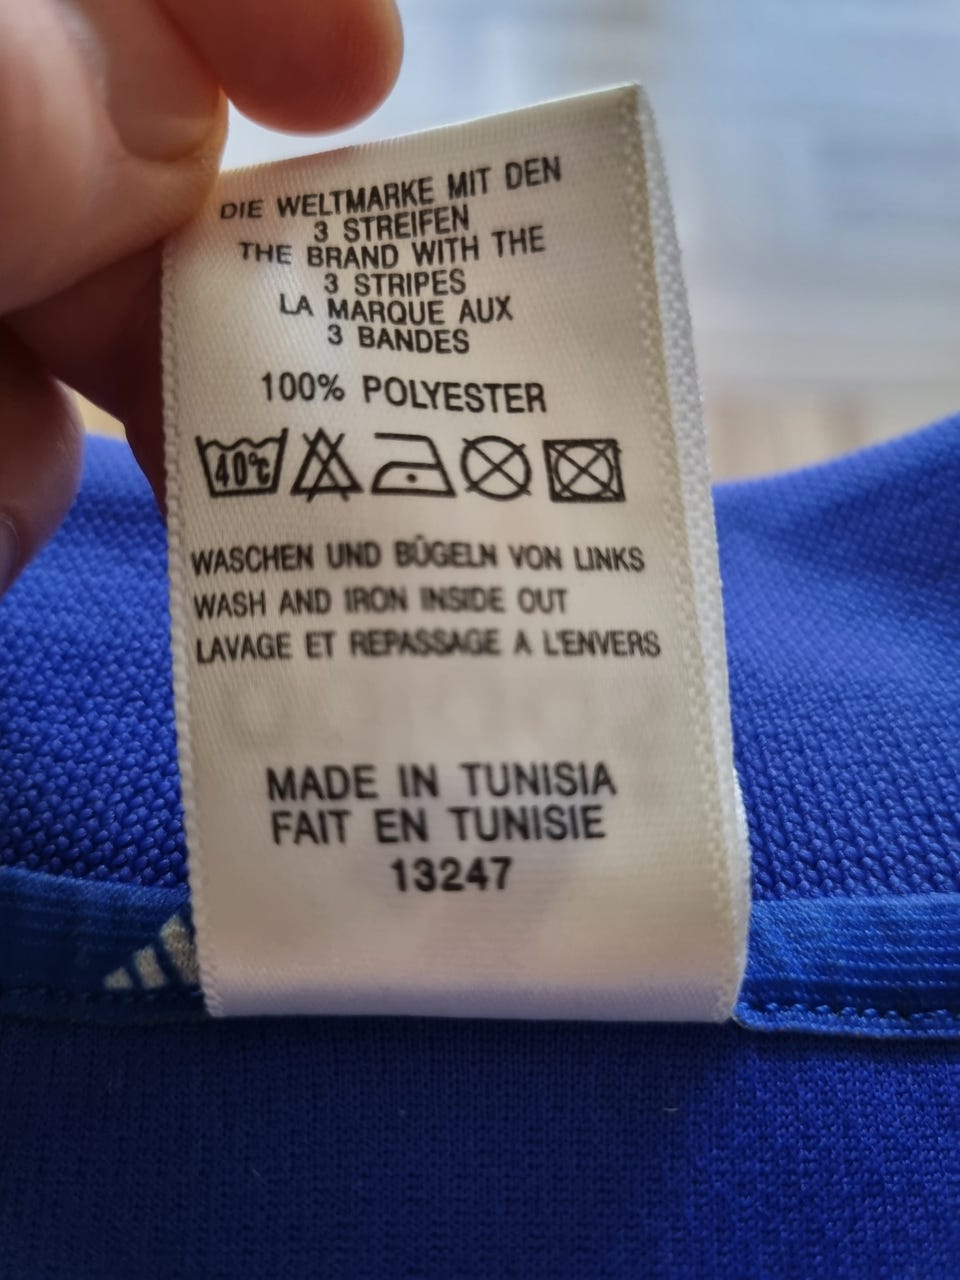 DIE WELTMARKE MIT DEN
3 STREIFEN
THE BRAND WITH THE
3 STRIPES
LA MARQUE AUX
3 BANDES
100% POLYESTER
40°C
WASCHEN UND BÜGELN VON LINKS
WASH AND IRON INSIDE OUT
LAVAGE ET REPASSAGE A L'ENVERS
MADE IN TUNISIA
FAIT EN TUNISIE
13247